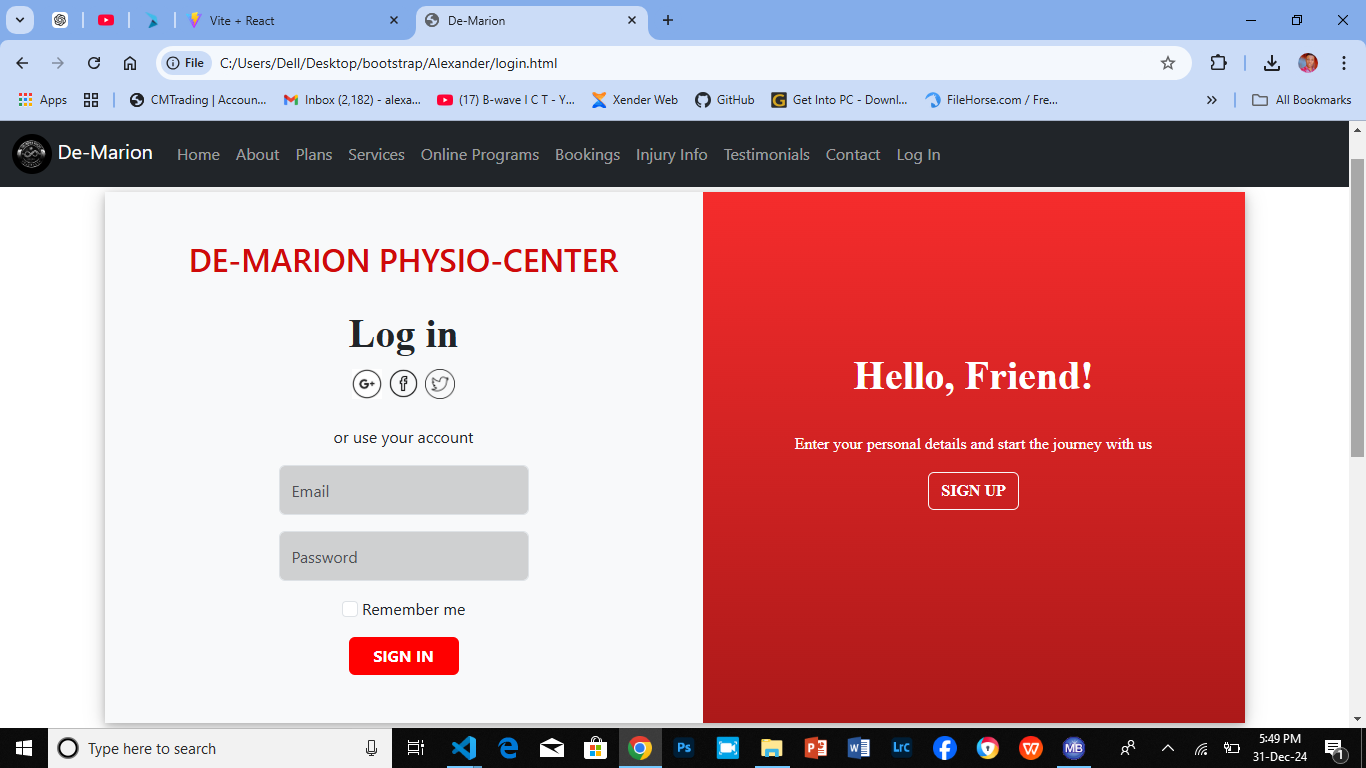 Vite + React
De-Marion
File
C:/Users/Dell/Desktop/bootstrap/Alexander/login.html
Apps
CMTrading | Accoun...
Inbox (2,182) - alexa...
(17) B-wave I C T - Y...
Xender Web
GitHub
Get Into PC - Downl...
FileHorse.com / Fre...
All Bookmarks
De-Marion
Home
About
Plans
Services
Online Programs
Bookings
Injury Info
Testimonials
Contact
Log In
DE-MARION PHYSIO-CENTER
Log in
or use your account
Email
Password
Remember me
SIGN IN
Hello, Friend!
Enter your personal details and start the journey with us
SIGN UP
Type here to search
Ps
Lrc
MB
5:49 PM
31-Dec-24
1